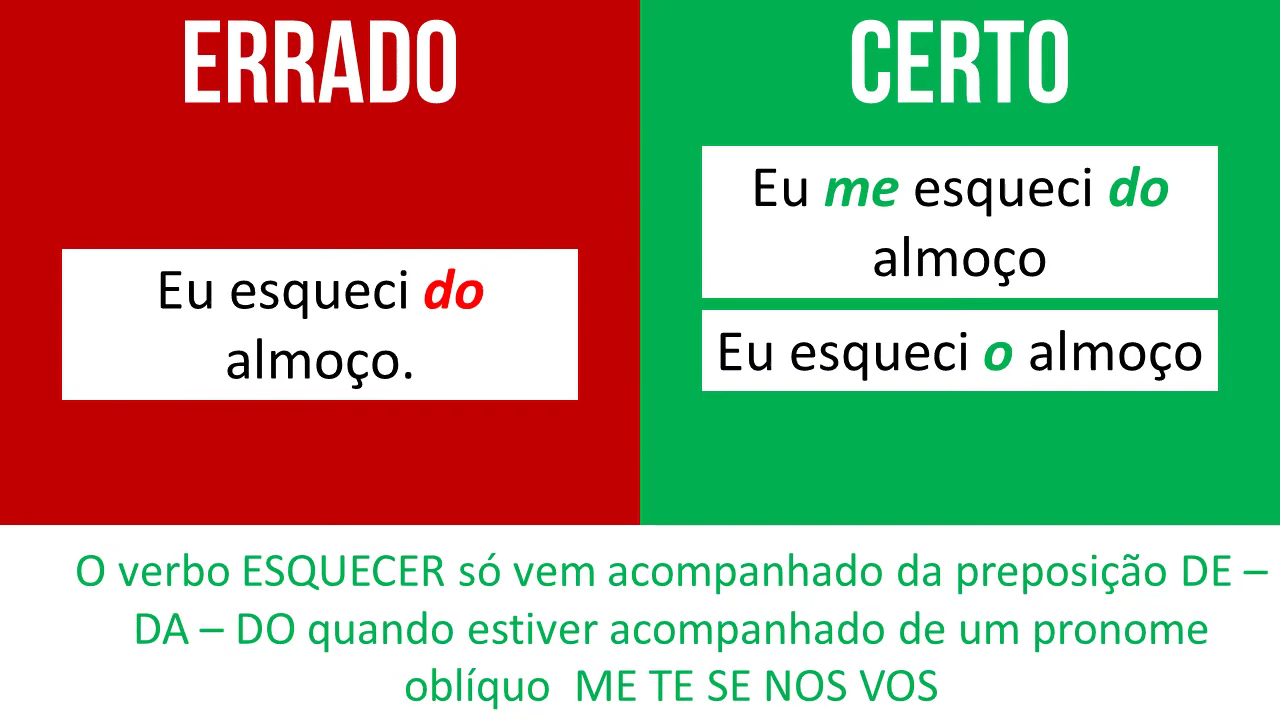 ERRADO
Eu esqueci do
almoço.
CERTO
Eu me esqueci do
almoço
Eu esqueci o almoço
O verbo ESQUECER só vem acompanhado da preposição DE –
DA – DO quando estiver acompanhado de um pronome
oblíquo  ME TE SE NOS VOS